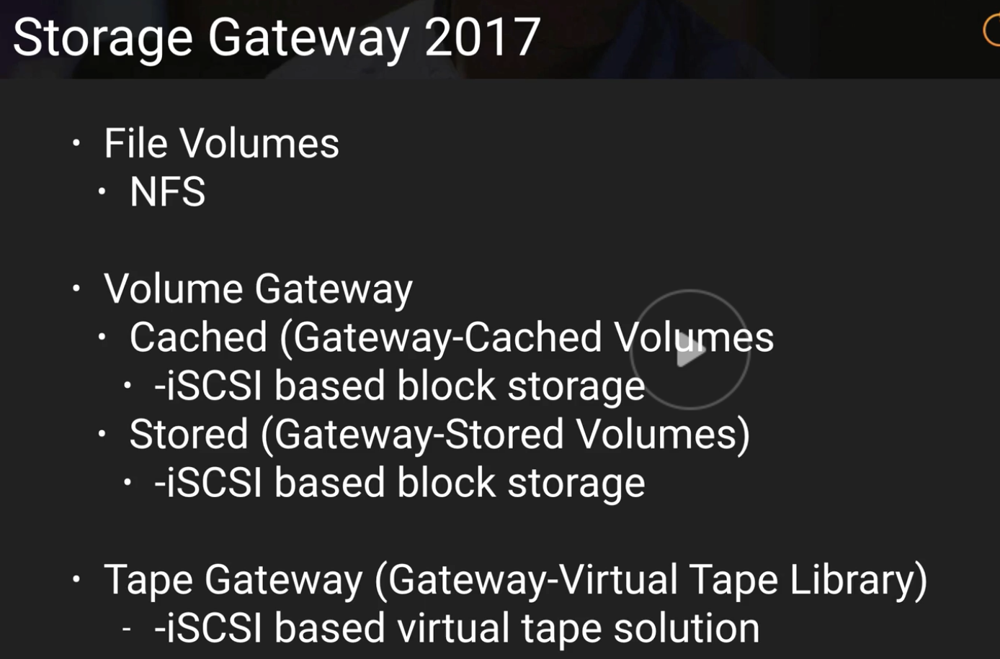 Storage Gateway 2017
• File Volumes
• NFS
• Volume Gateway
• Cached (Gateway-Cached Volumes
• -iSCSI based block storage
• Stored (Gateway-Stored Volumes)
• -iSCSI based block storage
• Tape Gateway (Gateway-Virtual Tape Library)
- -iSCSI based virtual tape solution